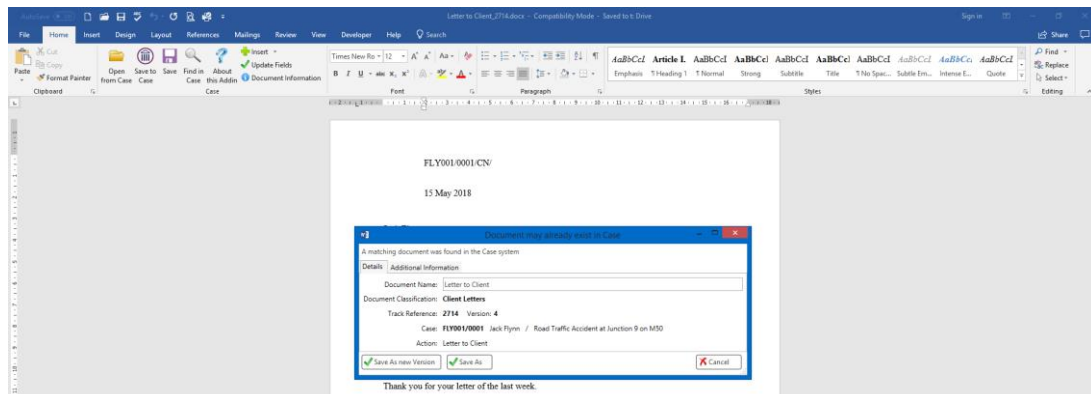 AutoSave
Letter to Client_2714.docx - Compatibility Mode - Saved to t: Drive
Sign in
File Home Insert Design Layout References Mailings Review View Developer Help Search
Share
Cut
Copy
Format Painter
Paste
Open from Case
Save to Case
Save
Find in Case
About this Addin
Insert
Update Fields
Document Information
Times New Ro 12
Emphasis
1 Heading 1
1 Normal
Strong
Subtitle
Title
1 No Spac...
Subtle Em...
Intense E...
Quote
Find
Replace
Select
Clipboard Case Font Paragraph Styles Editing
FLY001/0001/CN/
15 May 2018
Document may already exist in Case
A matching document was found in the Case system
Details Additional Information
Document Name: Letter to Client
Document Classification: Client Letters
Track Reference: 2714 Version: 4
Case: FLY001/0001 Jack Flynn / Road Traffic Accident at Junction 9 on M50
Action: Letter to Client
Save As new Version Save As Cancel
Thank you for your letter of the last week.